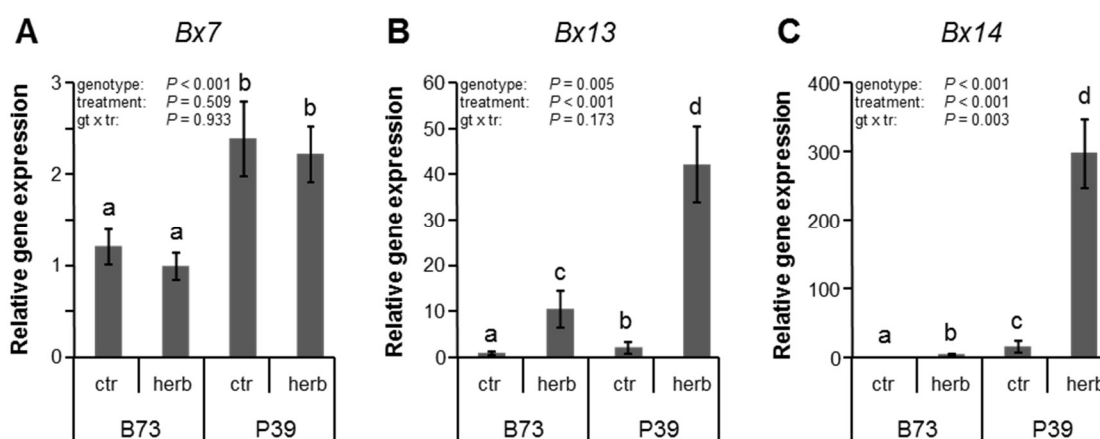 A Bx7
Relative gene expression
3
2
1
0
genotype: P < 0.001
treatment: P = 0.509
gt x tr: P = 0.933
a
a
b
b
ctr herb ctr herb
B73 P39
B Bx13
Relative gene expression
60
50
40
30
20
10
0
genotype: P = 0.005
treatment: P < 0.001
gt x tr: P = 0.173
a
c
b
d
ctr herb ctr herb
B73 P39
C Bx14
Relative gene expression
400
300
200
100
0
genotype: P < 0.001
treatment: P < 0.001
gt x tr: P = 0.003
a
b
c
d
ctr herb ctr herb
B73 P39